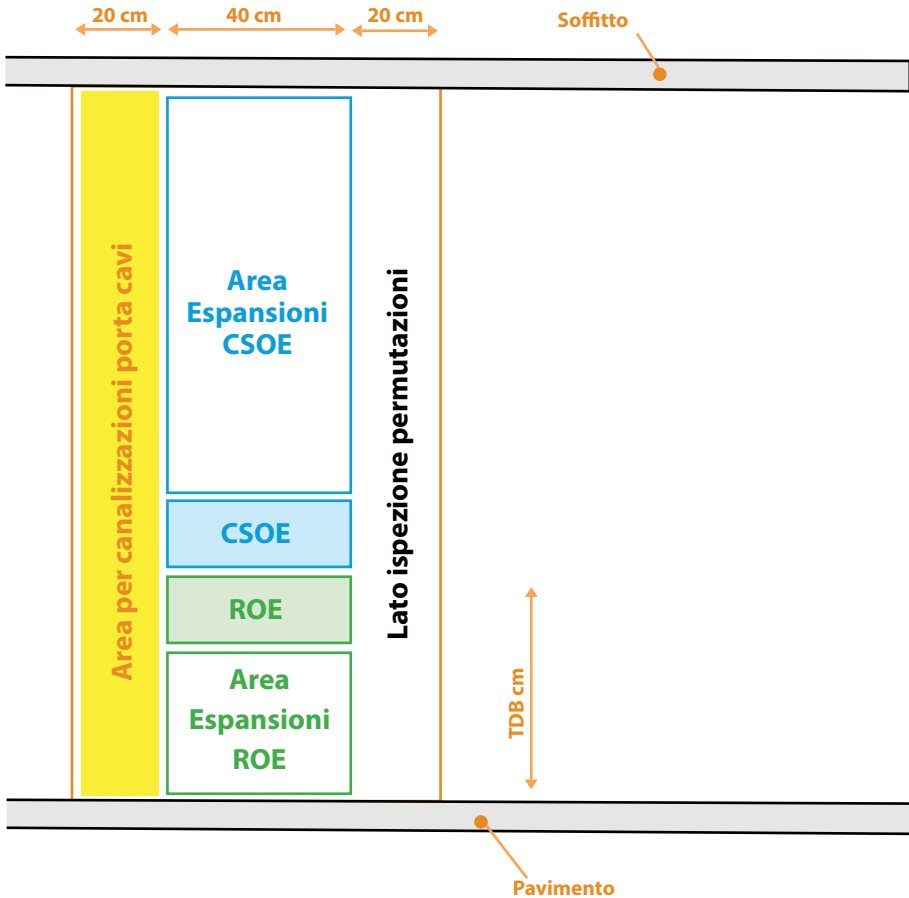 20 cm
40 cm
20 cm
Soffitto
Area per canalizzazioni porta cavi
Area
Espansioni
CSOE
Lato ispezione permutazioni
CSOE
ROE
Area
Espansioni
ROE
TDB cm
Pavimento